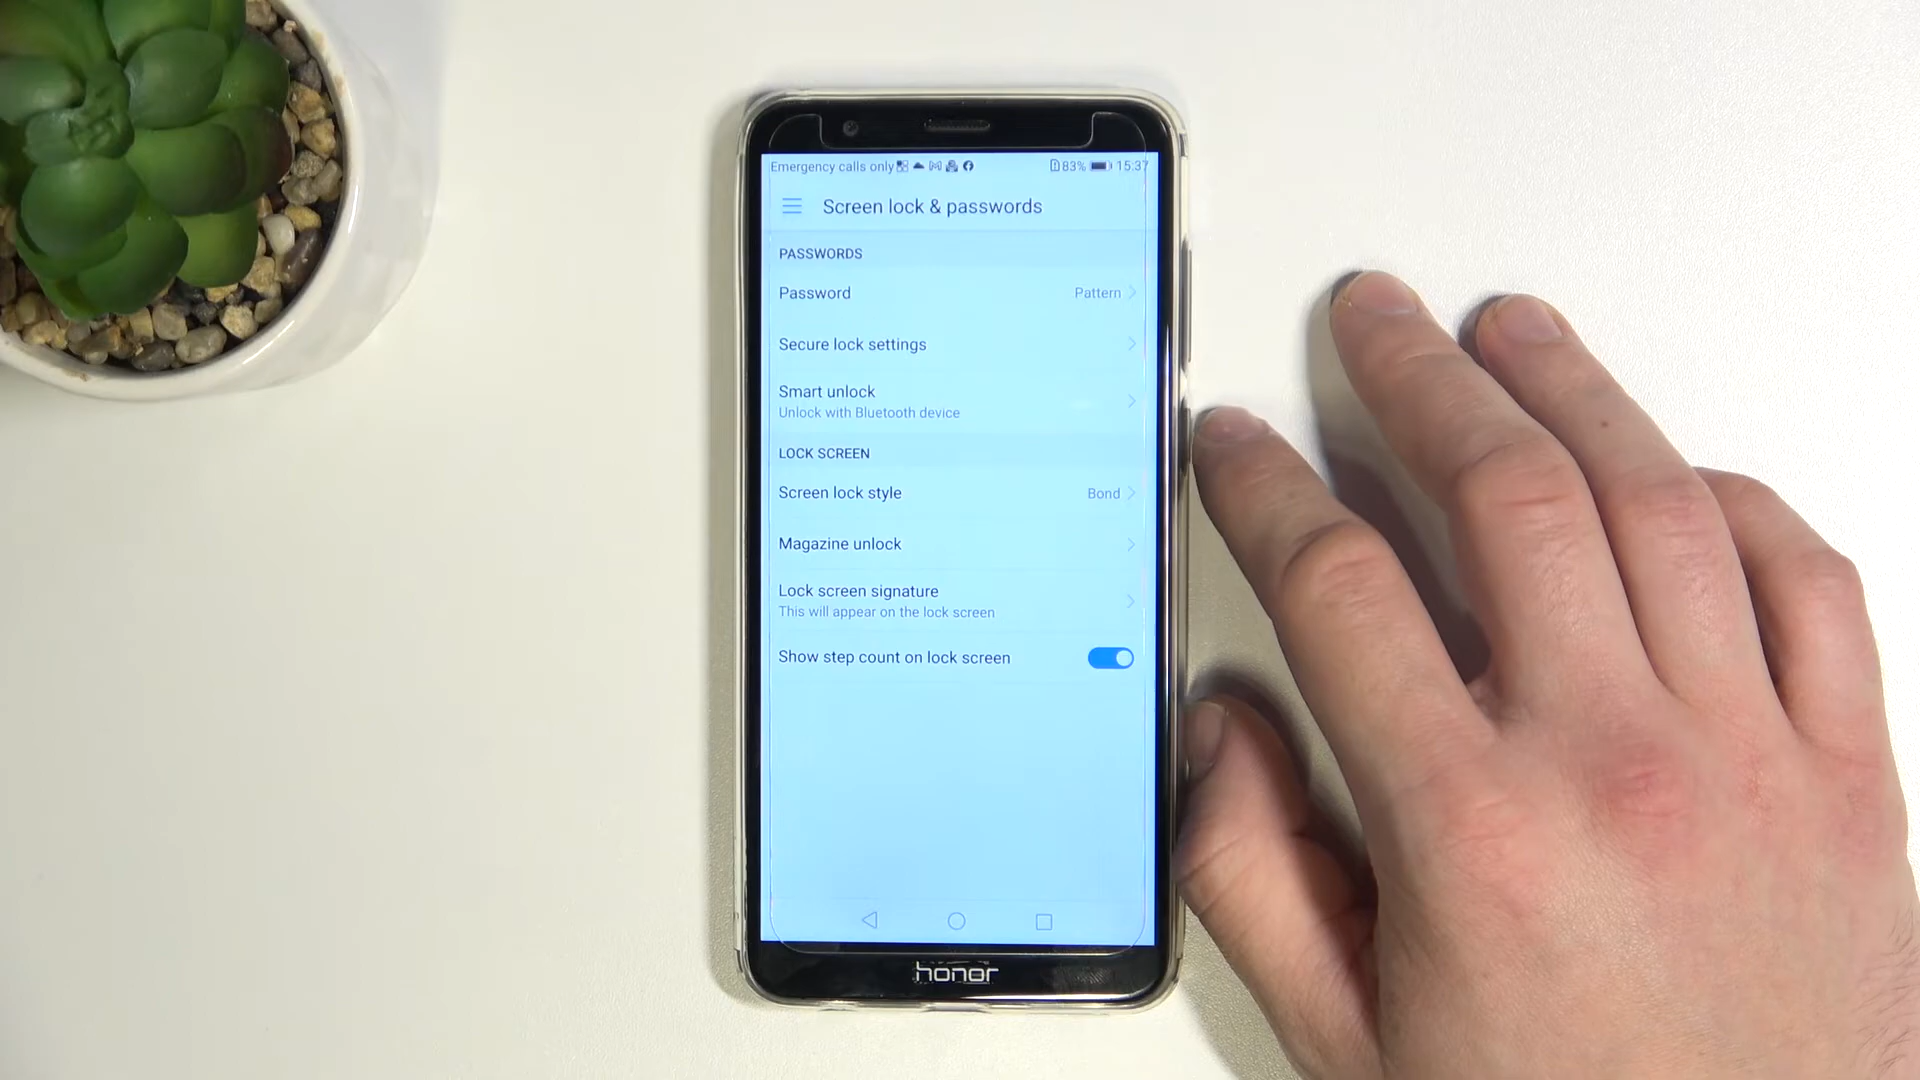 Emergency calls only 83% 15:37
Screen lock & passwords
PASSWORDS
Password Pattern
Secure lock settings
Smart unlock
Unlock with Bluetooth device
LOCK SCREEN
Screen lock style Bond
Magazine unlock
Lock screen signature
This will appear on the lock screen
Show step count on lock screen
honor